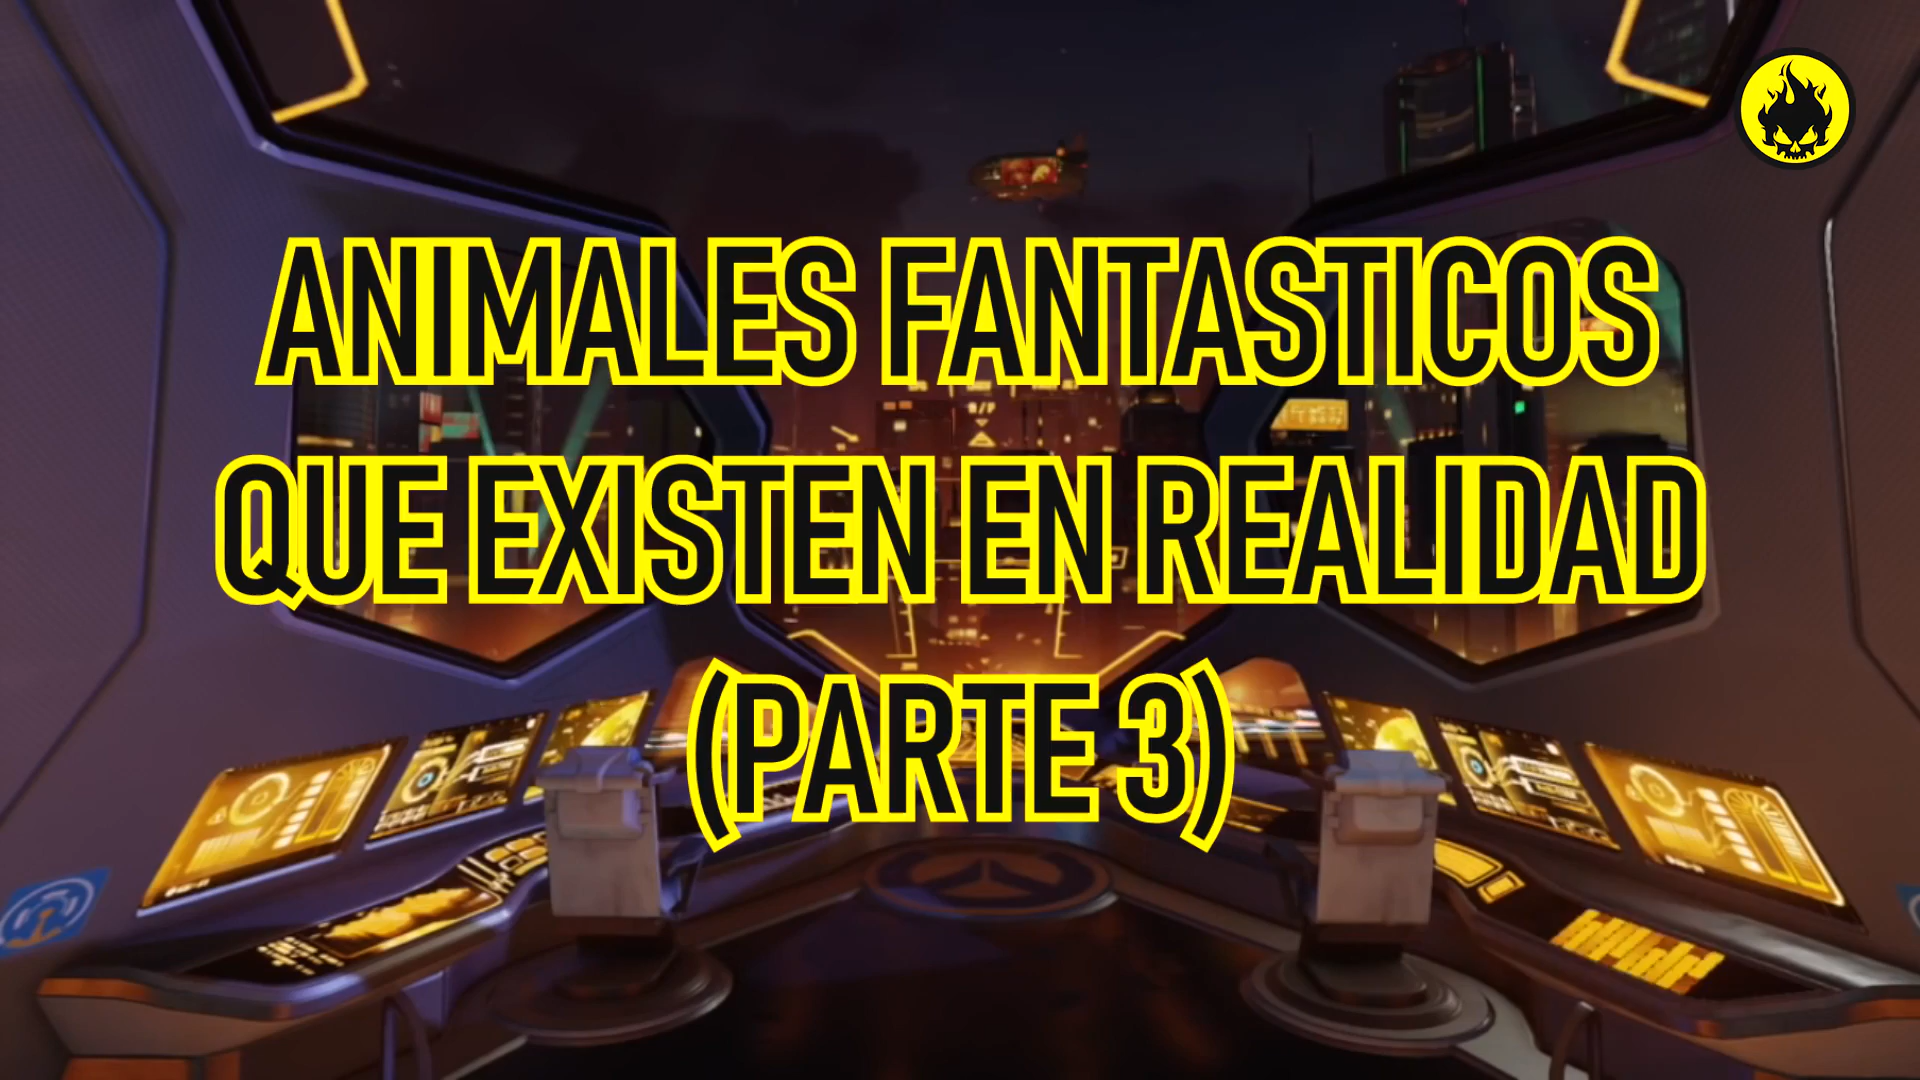 ANIMALES FANTASTICOS
QUE EXISTEN EN REALIDAD
(PARTE 3)